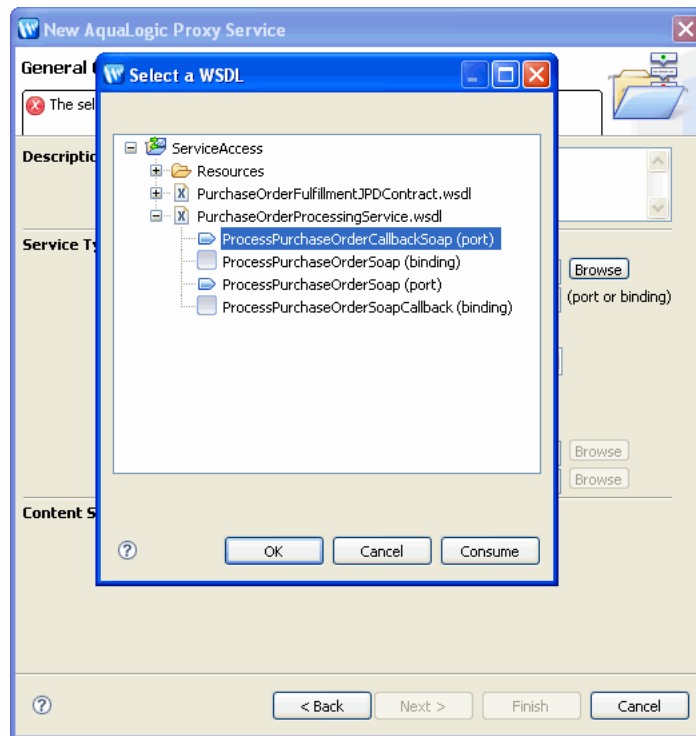 New AquaLogic Proxy Service
General
Select a WSDL
The sel
ServiceAccess
Resources
PurchaseOrderFulfillmentJPDContract.wsdl
PurchaseOrderProcessingService.wsdl
ProcessPurchaseOrderCallbackSoap (port)
ProcessPurchaseOrderSoap (binding)
ProcessPurchaseOrderSoap (port)
ProcessPurchaseOrderSoapCallback (binding)
Descriptio
Service Ty
Browse
(port or binding)
Browse
Browse
Content S
OK Cancel Consume
< Back Next > Finish Cancel